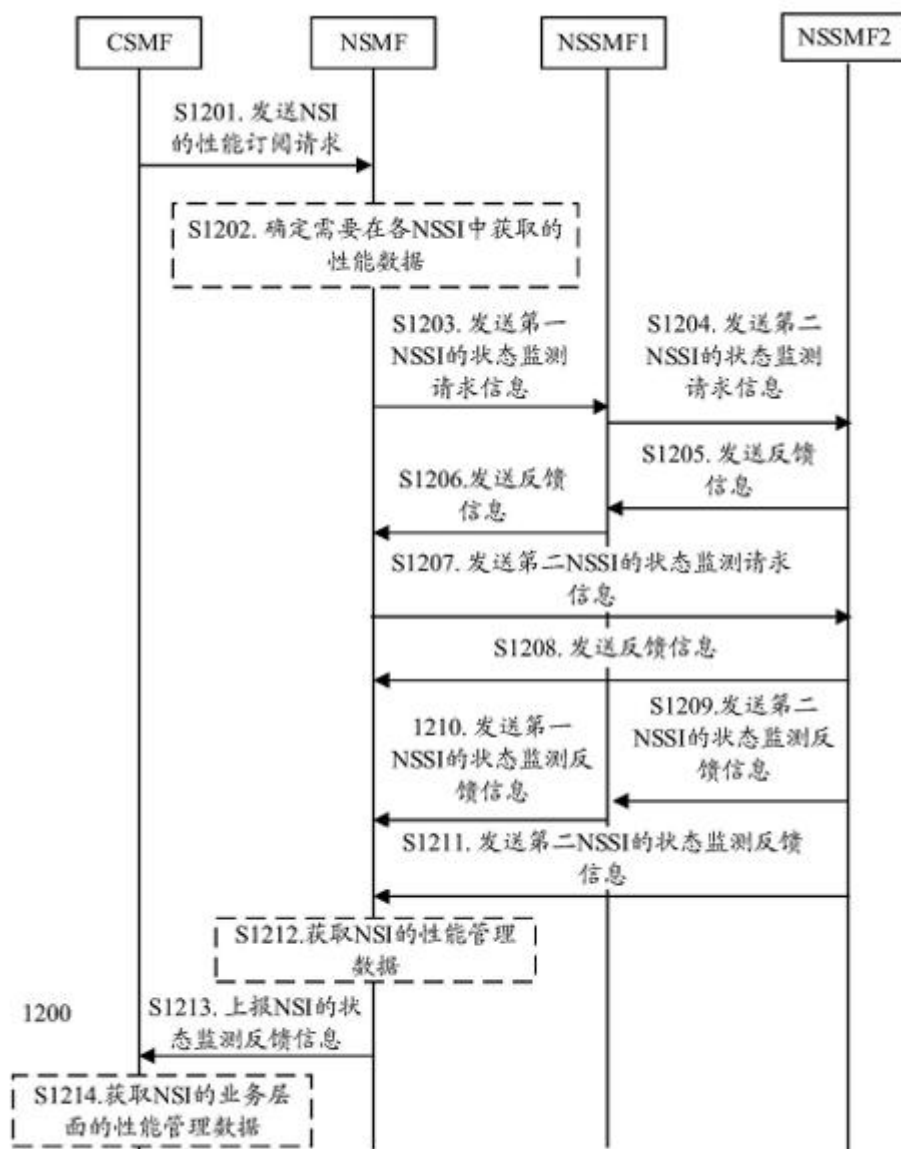 CSMF
NSMF
NSSMF1
NSSMF2
S1201. 发送NSI
的性能订阅请求
S1202. 确定需要在各NSSI中获取的
性能数据
S1203. 发送第一
NSSI的状态监测
请求信息
S1204. 发送第二
NSSI的状态监测
请求信息
S1205. 发送反馈
信息
S1206.发送反馈
信息
S1207. 发送第二NSSI的状态监测请求
信息
S1208. 发送反馈信息
S1209.发送第二
NSSI的状态监测反
馈信息
1210. 发送第一
NSSI的状态监测反
馈信息
S1211. 发送第二NSSI的状态监测反馈
信息
S1212.获取NSI的性能管理
数据
1200
S1213. 上报NSI的状
态监测反馈信息
S1214.获取NSI的业务层
面的性能管理数据